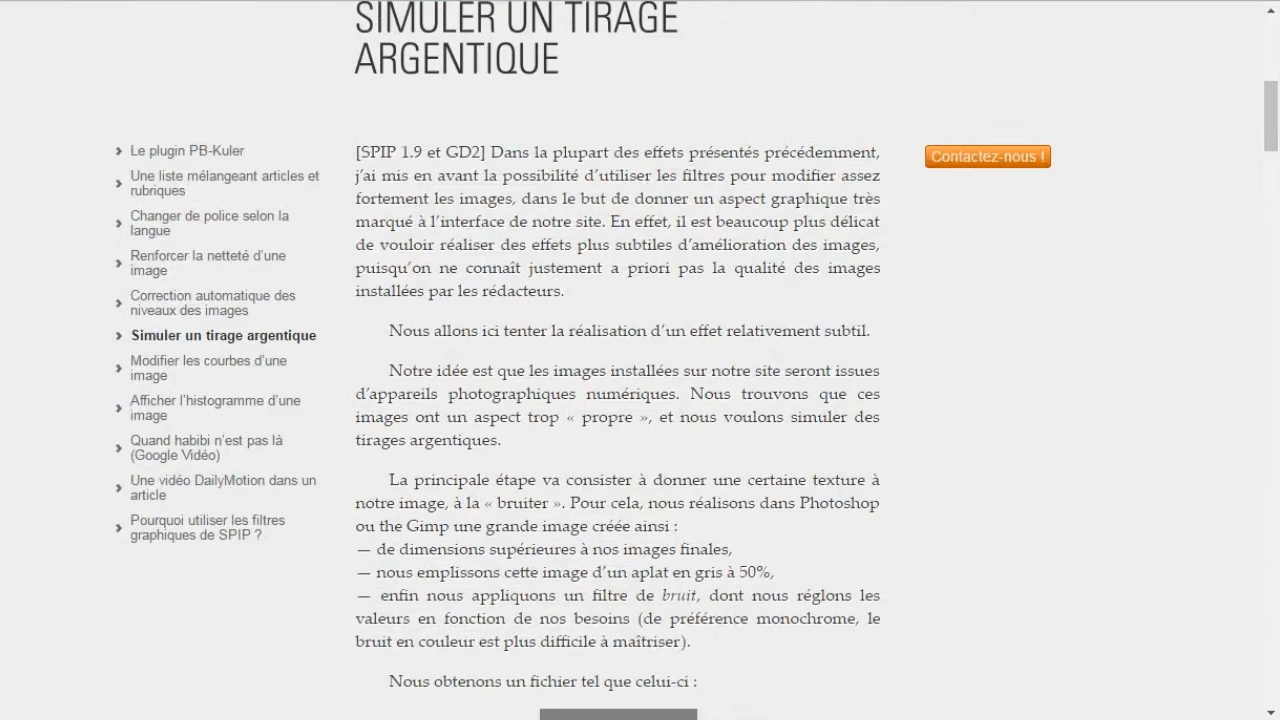 SIMULER UN TIRAGE
ARGENTIQUE
Le plugin PB-Kuler
Une liste mélangeant articles et
rubriques
Changer de police selon la
langue
Renforcer la netteté d’une
image
Correction automatique des
niveaux des images
Simuler un tirage argentique
Modifier les courbes d’une
image
Afficher l’histogramme d’une
image
Quand habibi n’est pas là
(Google Vidéo)
Une vidéo DailyMotion dans un
article
Pourquoi utiliser les filtres
graphiques de SPIP ?
[SPIP 1.9 et GD2] Dans la plupart des effets présentés précédemment,
j’ai mis en avant la possibilité d’utiliser les filtres pour modifier assez
fortement les images, dans le but de donner un aspect graphique très
marqué à l’interface de notre site. En effet, il est beaucoup plus délicat
de vouloir réaliser des effets plus subtiles d’amélioration des images,
puisqu’on ne connaît justement a priori pas la qualité des images
installées par les rédacteurs.
Nous allons ici tenter la réalisation d’un effet relativement subtil.
Notre idée est que les images installées sur notre site seront issues
d’appareils photographiques numériques. Nous trouvons que ces
images ont un aspect trop « propre », et nous voulons simuler des
tirages argentiques.
La principale étape va consister à donner une certaine texture à
notre image, à la « bruiter ». Pour cela, nous réalisons dans Photoshop
ou the Gimp une grande image créée ainsi :
— de dimensions supérieures à nos images finales,
— nous emplissons cette image d’un aplat en gris à 50%,
— enfin nous appliquons un filtre de bruit, dont nous réglons les
valeurs en fonction de nos besoins (de préférence monochrome, le
bruit en couleur est plus difficile à maîtriser).
Nous obtenons un fichier tel que celui-ci :
Contactez-nous !